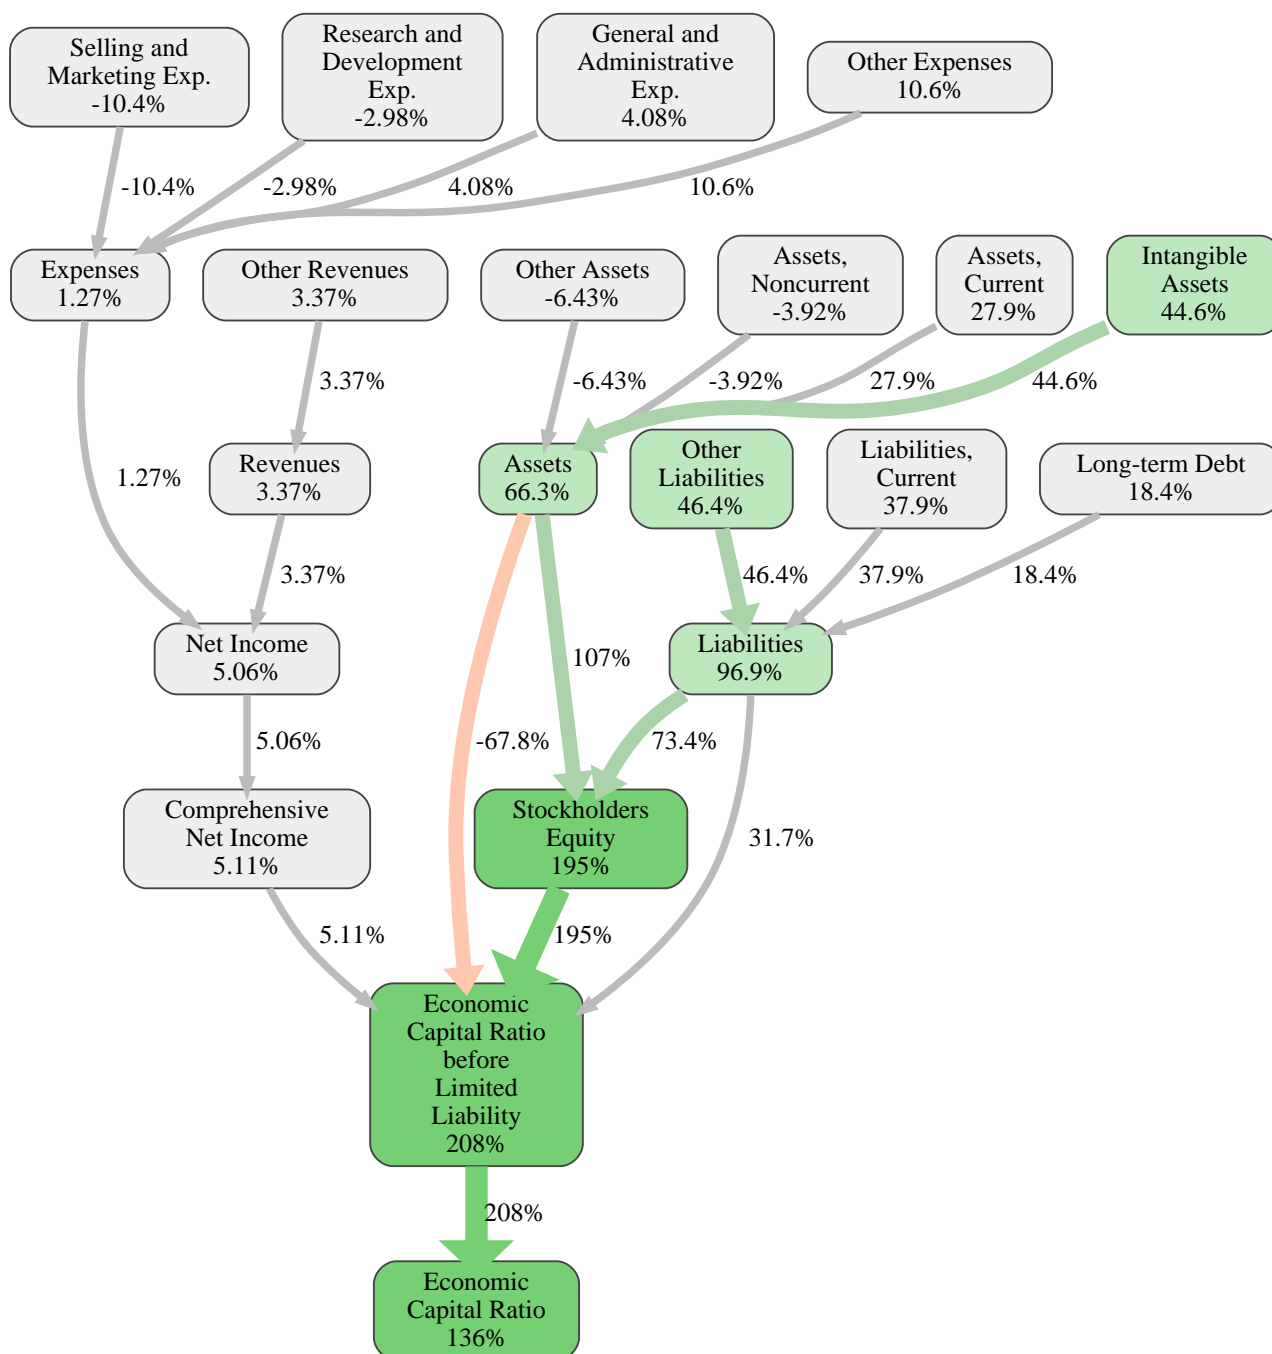 Selling and
Marketing Exp.
-10.4%
Research and
Development
Exp.
-2.98%
General and
Administrative
Exp.
4.08%
Other Expenses
10.6%
-10.4%
-2.98%
4.08%
10.6%
Expenses
1.27%
Other Revenues
3.37%
Other Assets
-6.43%
Assets,
Noncurrent
-3.92%
Assets,
Current
27.9%
Intangible
Assets
44.6%
3.37%
-6.43%
-3.92%
27.9%
44.6%
1.27%
Revenues
3.37%
Assets
66.3%
Other
Liabilities
46.4%
Liabilities,
Current
37.9%
Long-term Debt
18.4%
3.37%
46.4%
37.9%
18.4%
Net Income
5.06%
Liabilities
96.9%
107%
5.06%
-67.8%
73.4%
Comprehensive
Net Income
5.11%
Stockholders
Equity
195%
31.7%
5.11%
195%
Economic
Capital Ratio
before
Limited
Liability
208%
208%
Economic
Capital Ratio
136%